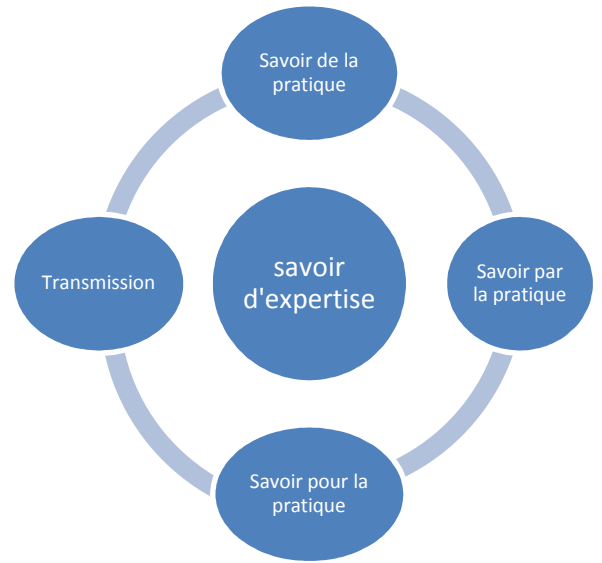 Savoir de la
pratique
Transmission
savoir
d'expertise
Savoir par
la pratique
Savoir pour la
pratique